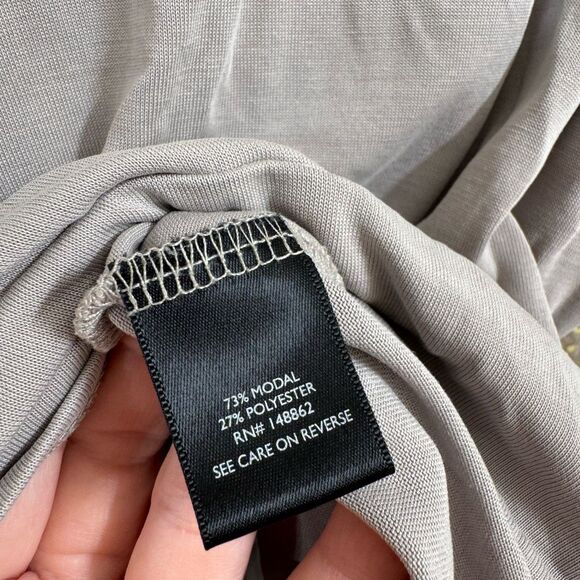 73% MODAL
27% POLYESTER
RN# 148862
SEE CARE ON REVERSE